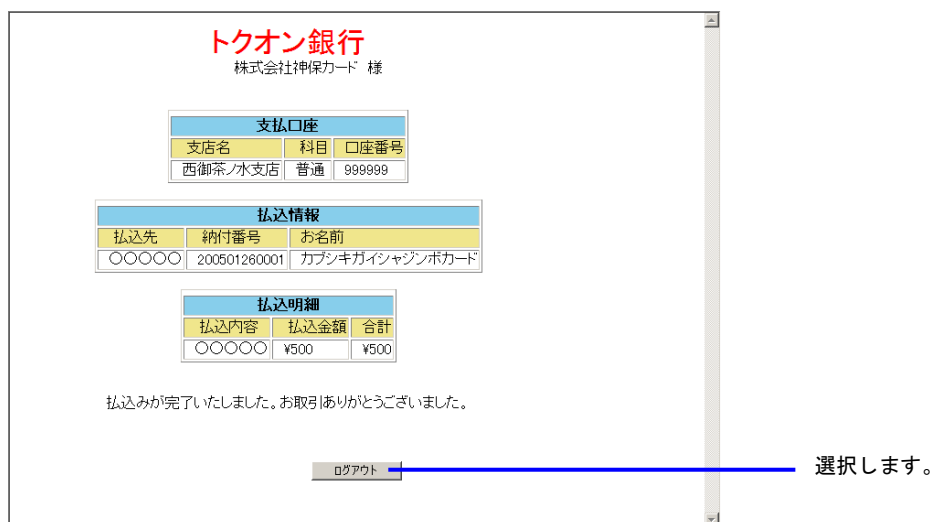 トクオン銀行
株式会社神保カード 様
支払口座
支店名 科目 口座番号
西御茶ノ水支店 普通 999999
払込情報
払込先 納付番号 お名前
○○○○○ 200501260001 カブシキガイシャジンボカード
払込明細
払込内容 払込金額 合計
○○○○○ ¥500 ¥500
払込みが完了いたしました。お取引ありがとうございました。
ログアウト
選択します。